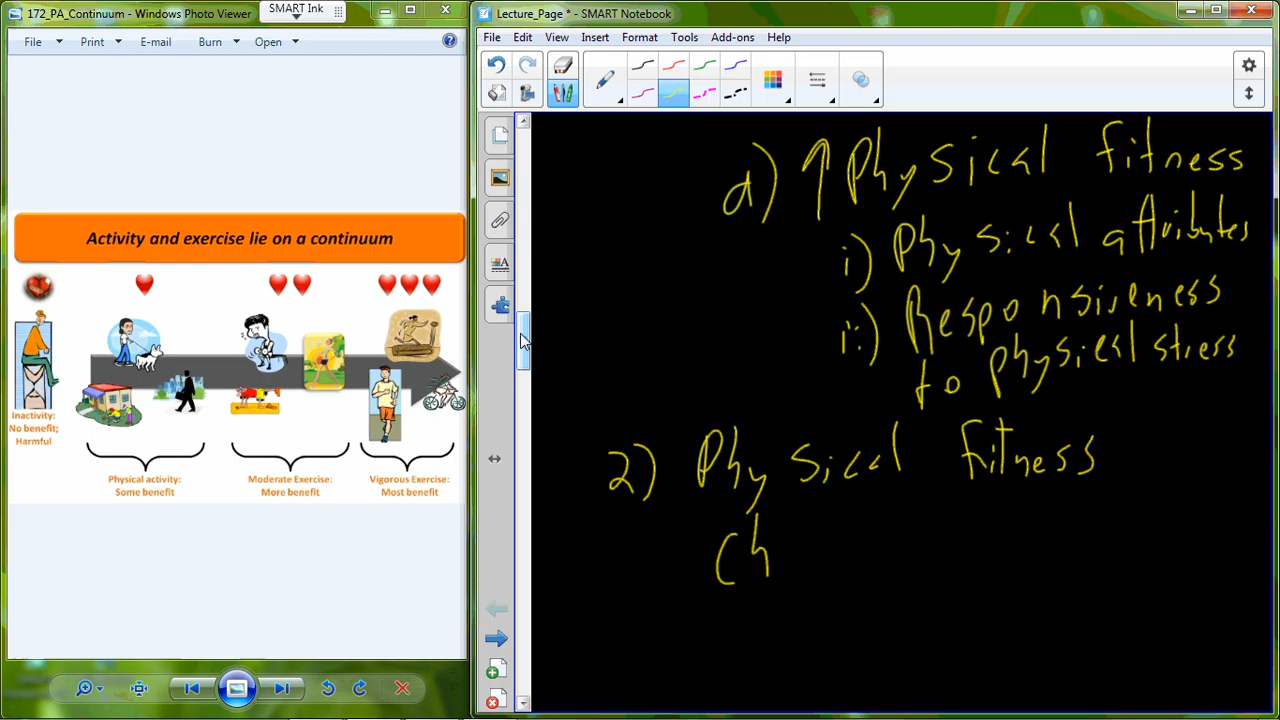 172_PA_Continuum - Windows Photo Viewer
SMART Ink
File Print E-mail Burn Open
Activity and exercise lie on a continuum
Inactivity:
No benefit;
Harmful
Physical activity:
Some benefit
Moderate Exercise:
More benefit
Vigorous Exercise:
Most benefit
Lecture_Page * - SMART Notebook
File Edit View Insert Format Tools Add-ons Help
a) ↑ Physical fitness
i) Physical attributes
ii) Responsiveness
to physical stress
2) Physical Fitness
Ch